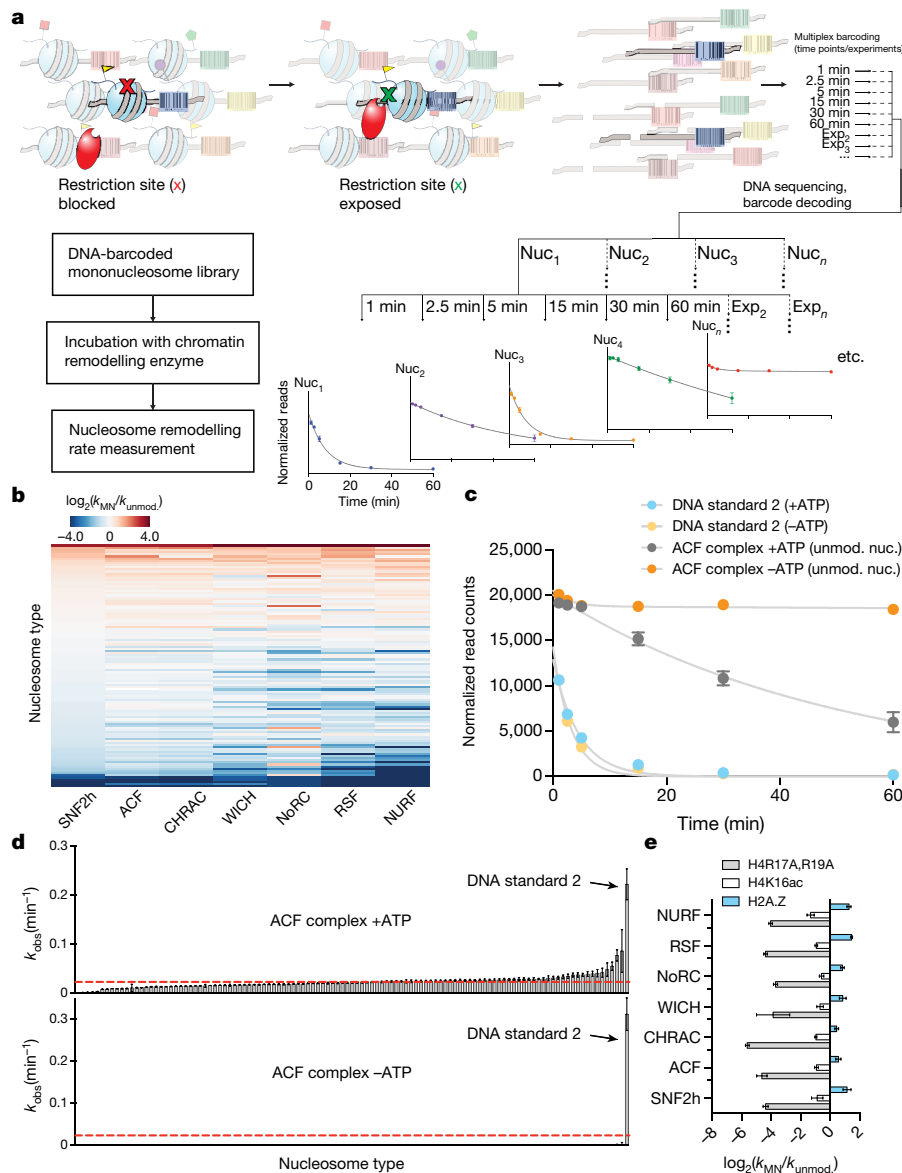 a
Multiplex barcoding
(time points/experiments)
1 min
2.5 min
5 min
15 min
30 min
60 min
Exp2
Exp3
...
X
X
Restriction site (x)
blocked
Restriction site (x)
exposed
DNA sequencing,
barcode decoding
DNA-barcoded
mononucleosome library
Incubation with chromatin
remodelling enzyme
Nucleosome remodelling
rate measurement
Nuc1
Nuc2
Nuc3
Nucn
1 min
2.5 min
5 min
15 min
30 min
60 min
Exp2
Expn
Nuc1
Nuc2
Nuc3
Nuc4
Nucn
etc.
Normalized reads
0
30
60
Time (min)
b
log2(kMN/kunmod.)
−4.0
0
4.0
Nucleosome type
SNF2h
ACF
CHRAC
WICH
NoRC
RSF
NURF
c
DNA standard 2 (+ATP)
DNA standard 2 (−ATP)
ACF complex +ATP (unmod. nuc.)
ACF complex −ATP (unmod. nuc.)
25,000
20,000
15,000
10,000
5,000
0
Normalized read counts
0
20
40
60
Time (min)
d
0.3
0.2
0.1
0
kobs(min−1)
DNA standard 2
ACF complex +ATP
0.3
0.2
0.1
0
kobs(min−1)
DNA standard 2
ACF complex −ATP
Nucleosome type
e
H4R17A,R19A
H4K16ac
H2A.Z
NURF
RSF
NoRC
WICH
CHRAC
ACF
SNF2h
−8
−6
−4
−2
0
2
log2(kMN/kunmod.)